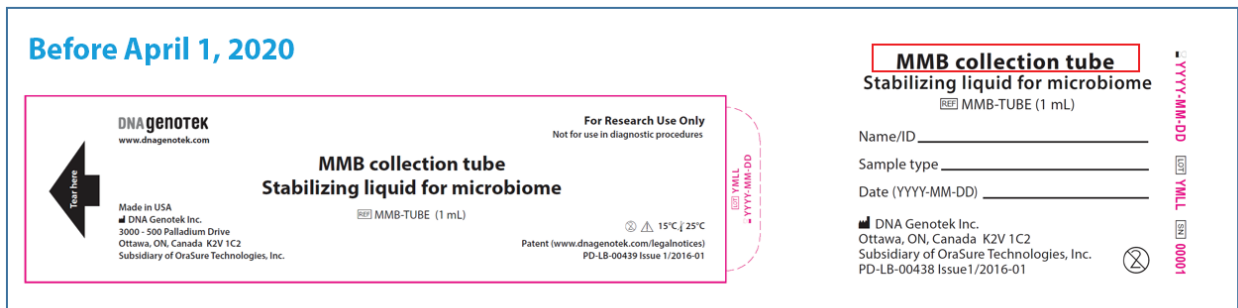 Before April 1, 2020
DNAgenotek
www.dnagenotek.com
For Research Use Only
Not for use in diagnostic procedures
Tear here
MMB collection tube
Stabilizing liquid for microbiome
REF MMB-TUBE (1 mL)
Made in USA
DNA Genotek Inc.
3000 - 500 Palladium Drive
Ottawa, ON, Canada K2V 1C2
Subsidiary of OraSure Technologies, Inc.
15°C 25°C
Patent (www.dnagenotek.com/legalnotices)
PD-LB-00439 Issue 1/2016-01
LOT YMLL
YYYY-MM-DD
MMB collection tube
Stabilizing liquid for microbiome
REF MMB-TUBE (1 mL)
Name/ID
Sample type
Date (YYYY-MM-DD)
DNA Genotek Inc.
Ottawa, ON, Canada K2V 1C2
Subsidiary of OraSure Technologies, Inc.
PD-LB-00438 Issue1/2016-01
2
YYYY-MM-DD LOT YMLL SN 00001